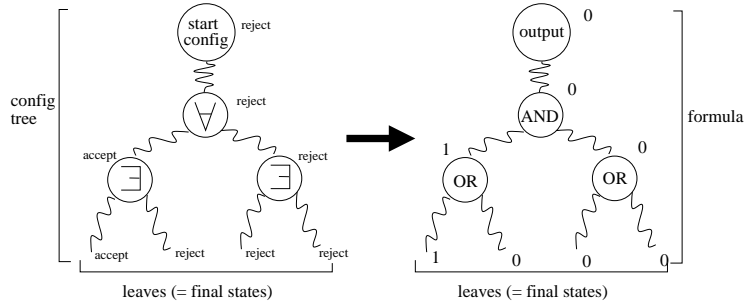 start
config
reject
0
output
0
config
tree
∀
reject
AND
formula
accept
reject
1
0
∃
∃
OR
OR
accept
reject
reject
reject
1
0
0
0
leaves (= final states)
leaves (= final states)